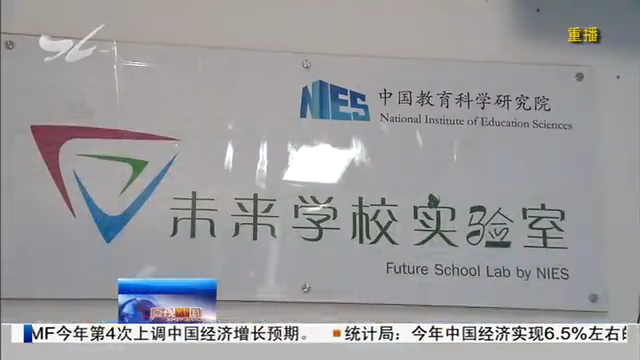 重播
NIES
中国教育科学研究院
National Institute of Education Sciences
未来学校实验室
Future School Lab by NIES
MF今年第4次上调中国经济增长预期。 ■统计局：今年中国经济实现6.5%左右的